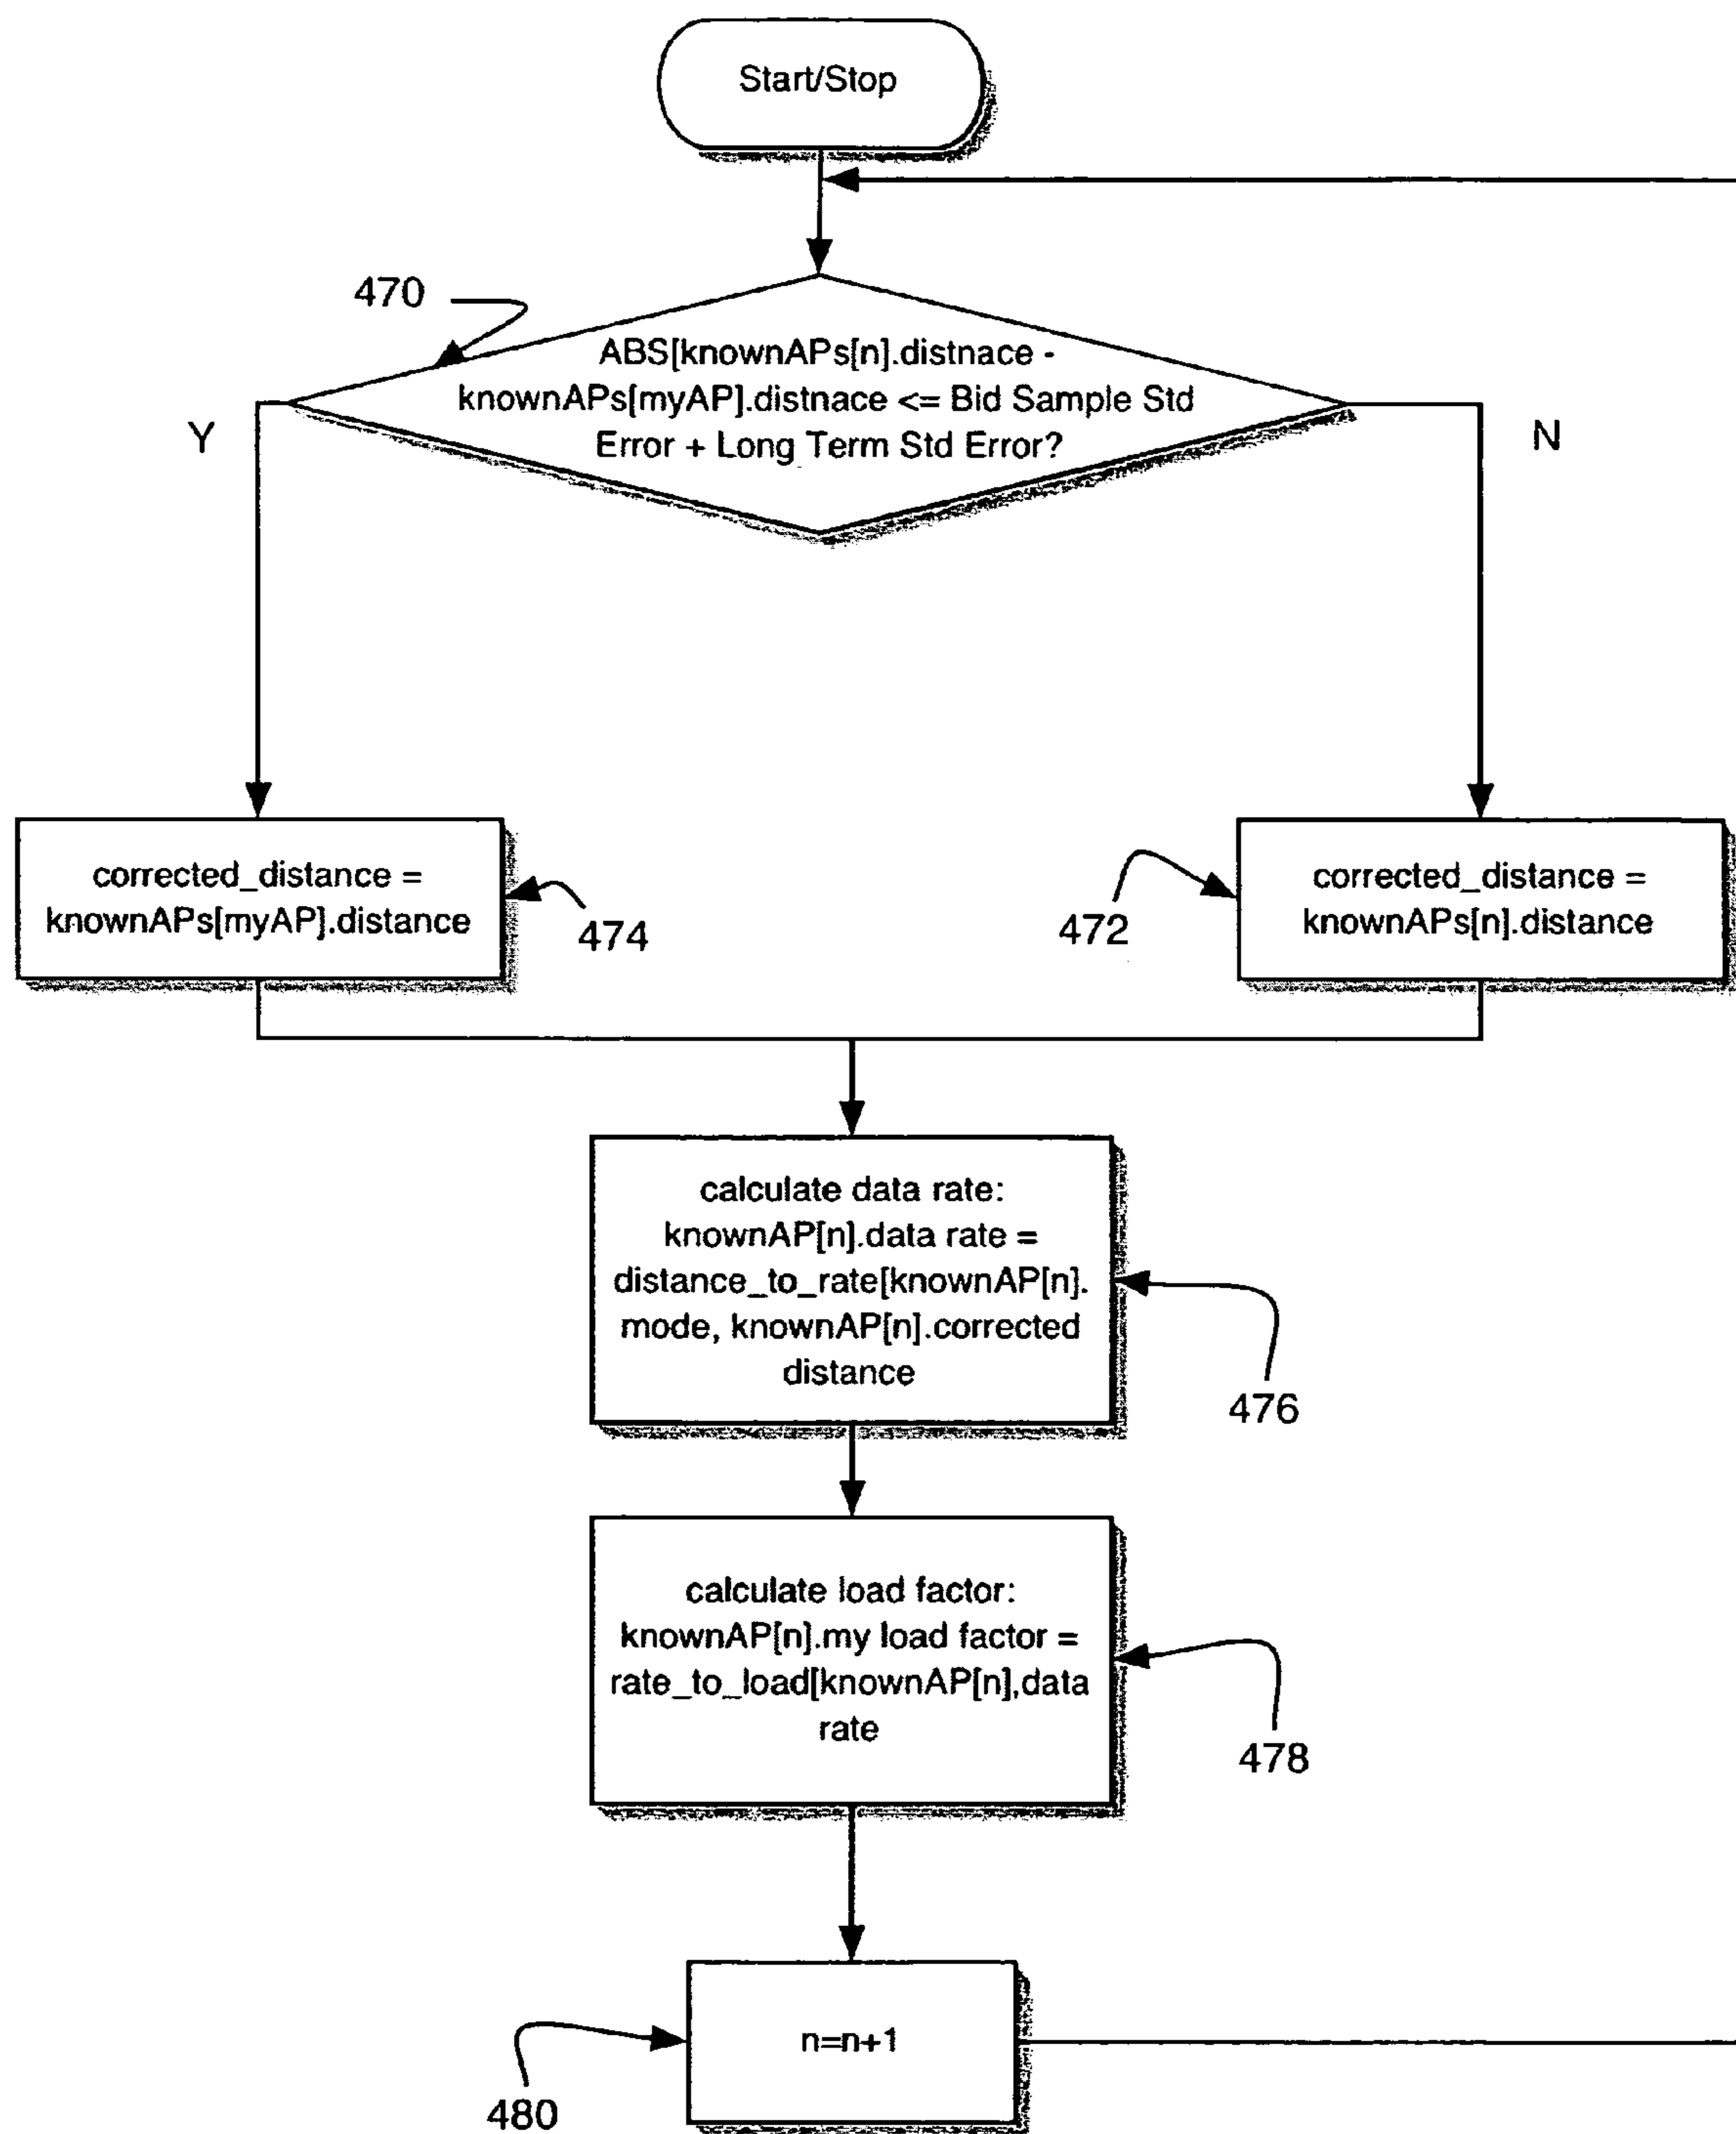 Start/Stop
470
ABS[knownAPs[n].distnace -
knownAPs[myAP].distnace <= Bid Sample Std
Error + Long Term Std Error?
Y
N
corrected_distance =
knownAPs[myAP].distance
474
472
corrected_distance =
knownAPs[n].distance
calculate data rate:
knownAP[n].data rate =
distance_to_rate[knownAP[n].
mode, knownAP[n].corrected
distance
476
calculate load factor:
knownAP[n].my load factor =
rate_to_load[knownAP[n],data
rate
478
n=n+1
480